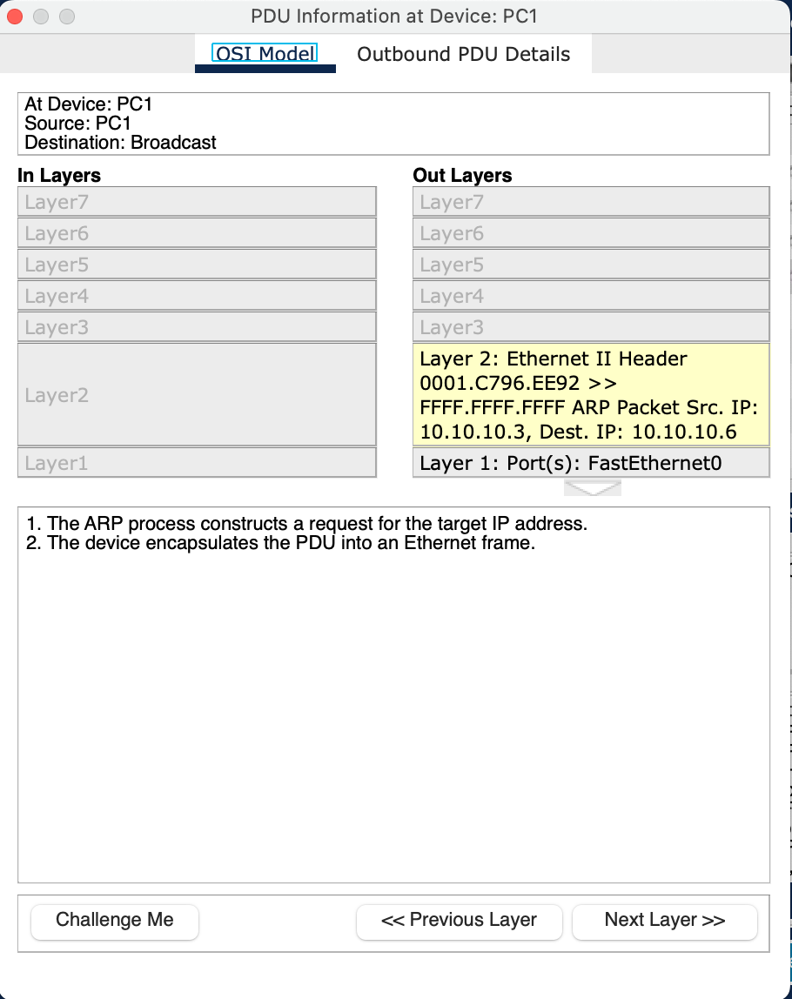 PDU Information at Device: PC1
OSI Model
Outbound PDU Details
At Device: PC1
Source: PC1
Destination: Broadcast
In Layers
Layer7
Layer6
Layer5
Layer4
Layer3
Layer2
Layer1
Out Layers
Layer7
Layer6
Layer5
Layer4
Layer3
Layer 2: Ethernet II Header
0001.C796.EE92 >>
FFFF.FFFF.FFFF ARP Packet Src. IP:
10.10.10.3, Dest. IP: 10.10.10.6
Layer 1: Port(s): FastEthernet0
1. The ARP process constructs a request for the target IP address.
2. The device encapsulates the PDU into an Ethernet frame.
Challenge Me
<< Previous Layer
Next Layer >>